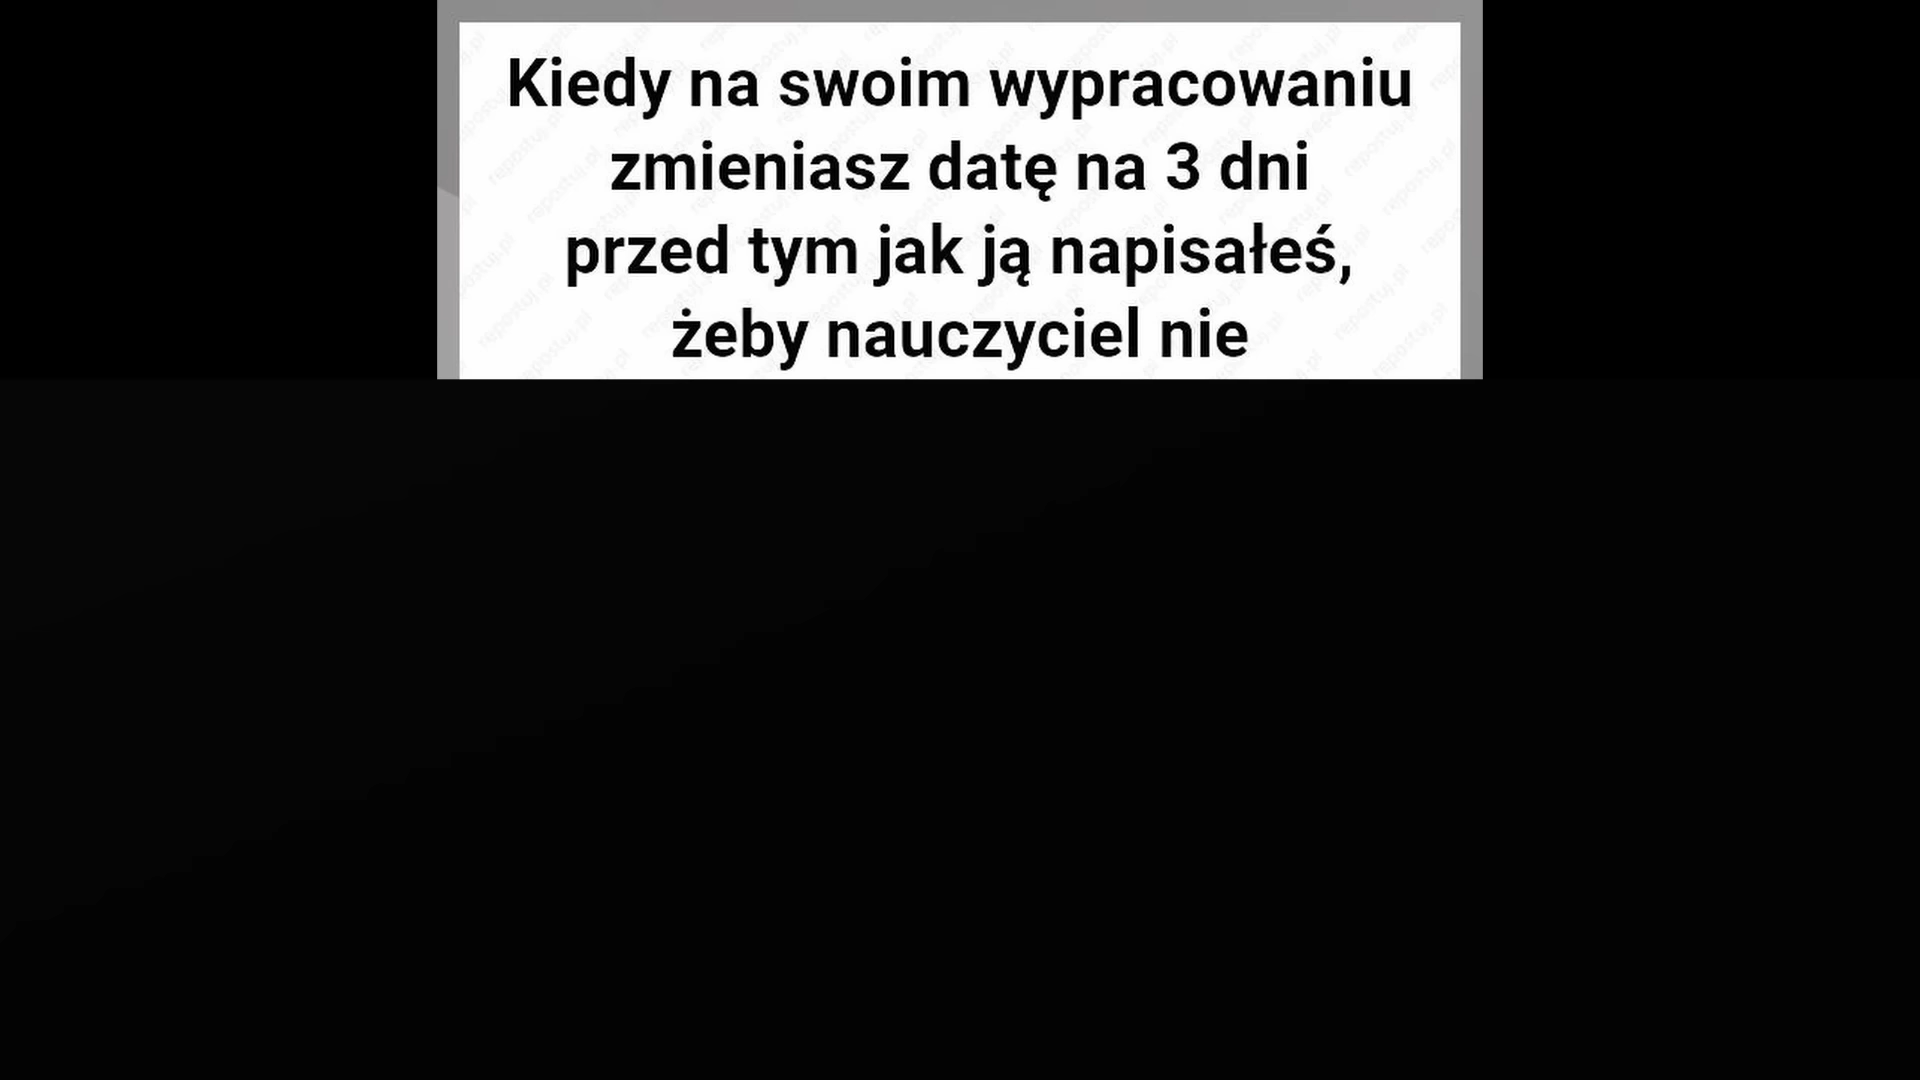 Kiedy na swoim wypracowaniu
zmieniasz datę na 3 dni
przed tym jak ją napisałeś,
żeby nauczyciel nie